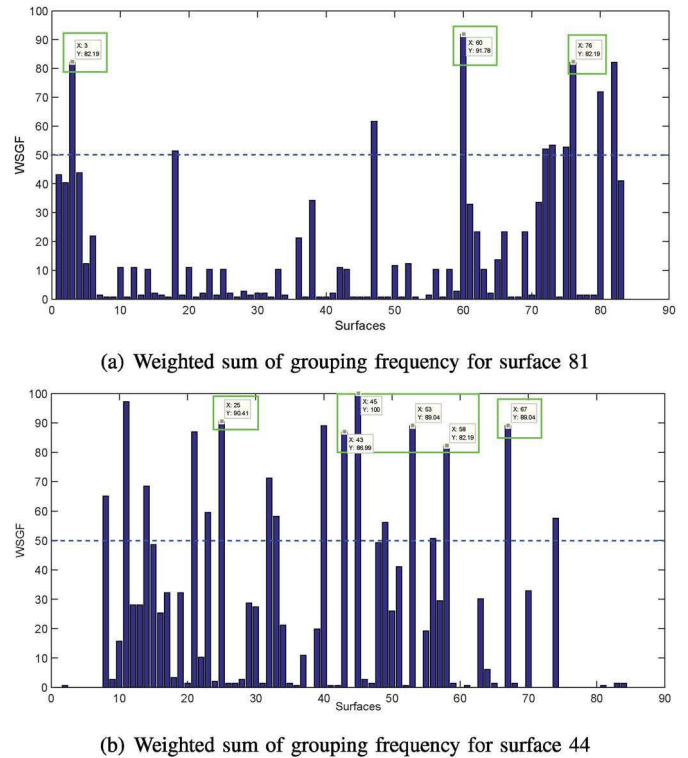 100
X: 3
Y: 82.19
X: 60
Y: 91.78
X: 76
Y: 82.19
90
80
70
60
50
40
30
20
10
0
WSGF
0 10 20 30 40 50 60 70 80 90
Surfaces
(a) Weighted sum of grouping frequency for surface 81
100
X: 25
Y: 90.41
X: 45
Y: 100
X: 43
Y: 86.99
X: 53
Y: 89.04
X: 58
Y: 82.19
X: 67
Y: 89.04
90
80
70
60
50
40
30
20
10
0
WSGF
0 10 20 30 40 50 60 70 80 90
Surfaces
(b) Weighted sum of grouping frequency for surface 44